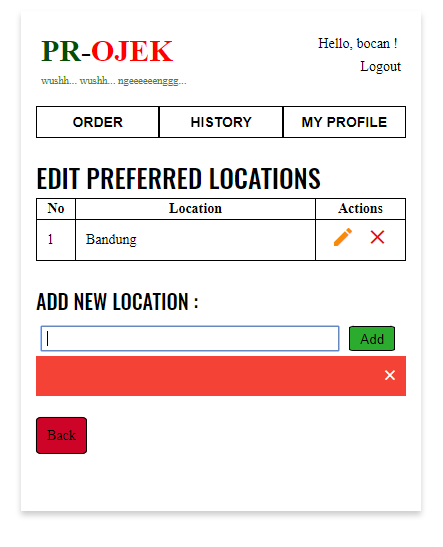 PR-OJEK
Hello, bocan !
wushh... wushh... ngeeeeeenggg...
Logout
ORDER HISTORY MY PROFILE
EDIT PREFERRED LOCATIONS
No Location Actions
1 Bandung
ADD NEW LOCATION :
Add
×
Back